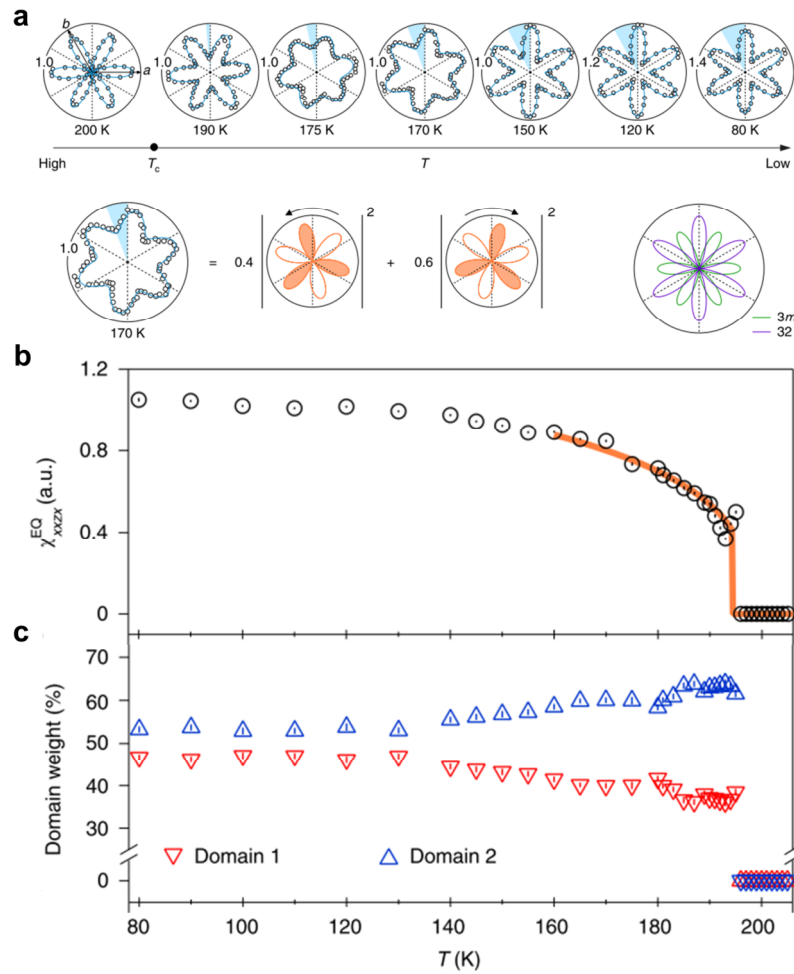 a
b a
1.0 1.0 1.0 1.0 1.0 1.2 1.4
200 K 190 K 175 K 170 K 150 K 120 K 80 K
High Tc T Low
1.0 = 0.4 2 + 0.6 2
3m
32
170 K
b
1.2
0.8
0.4
0
χEQxxzx (a.u.)
c
70
60
50
40
30
0
Domain weight (%)
Domain 1 Domain 2
80 100 120 140 160 180 200
T (K)